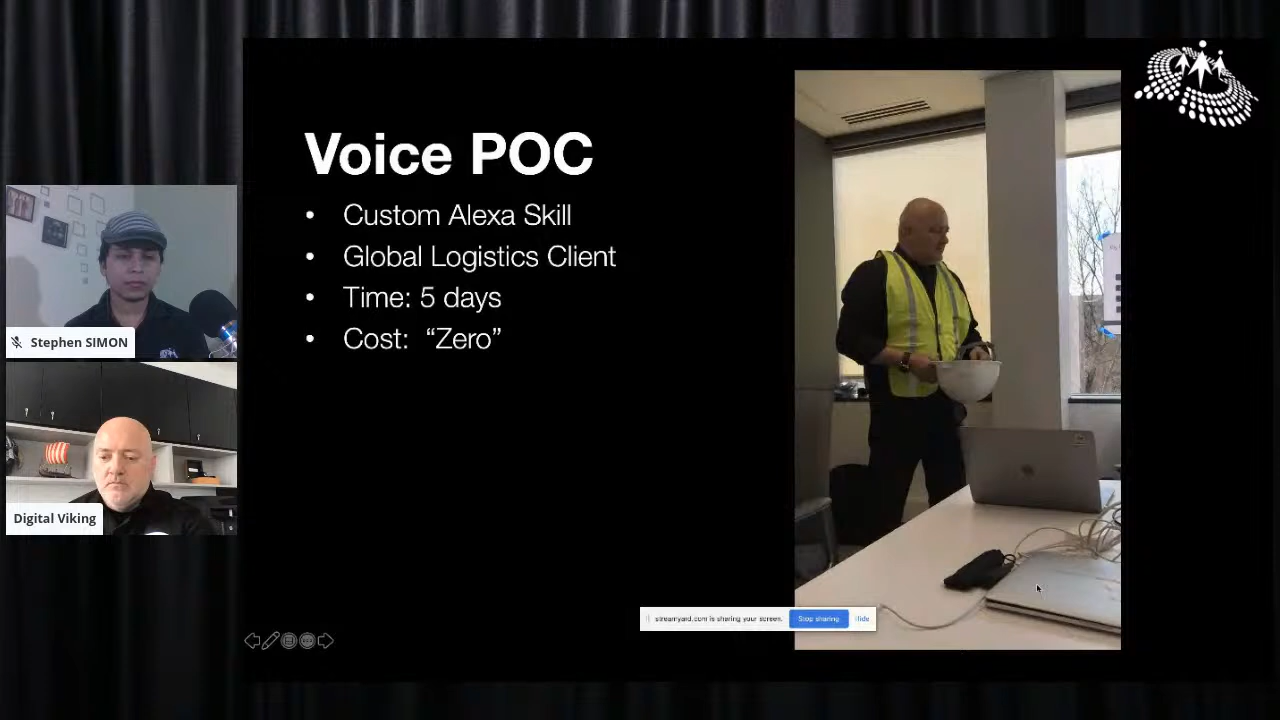 Voice POC
• Custom Alexa Skill
• Global Logistics Client
• Time: 5 days
• Cost: “Zero”
Stephen SIMON
Digital Viking
streamyard.com is sharing your screen.
Stop sharing
Hide